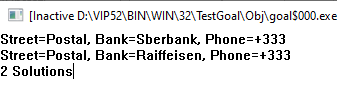 [Inactive D:\VIP52\BIN\WIN\32\TestGoal\Obj\goal$000.exe
Street=Postal, Bank=Sberbank, Phone=+333
Street=Postal, Bank=Raiffeisen, Phone=+333
2 Solutions